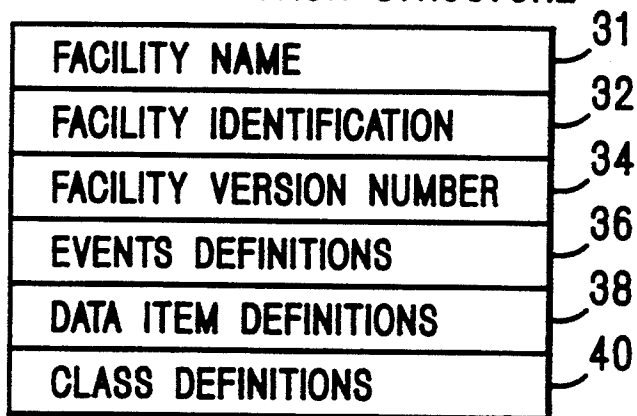 FACILITY NAME 31
FACILITY IDENTIFICATION 32
FACILITY VERSION NUMBER 34
EVENTS DEFINITIONS 36
DATA ITEM DEFINITIONS 38
CLASS DEFINITIONS 40